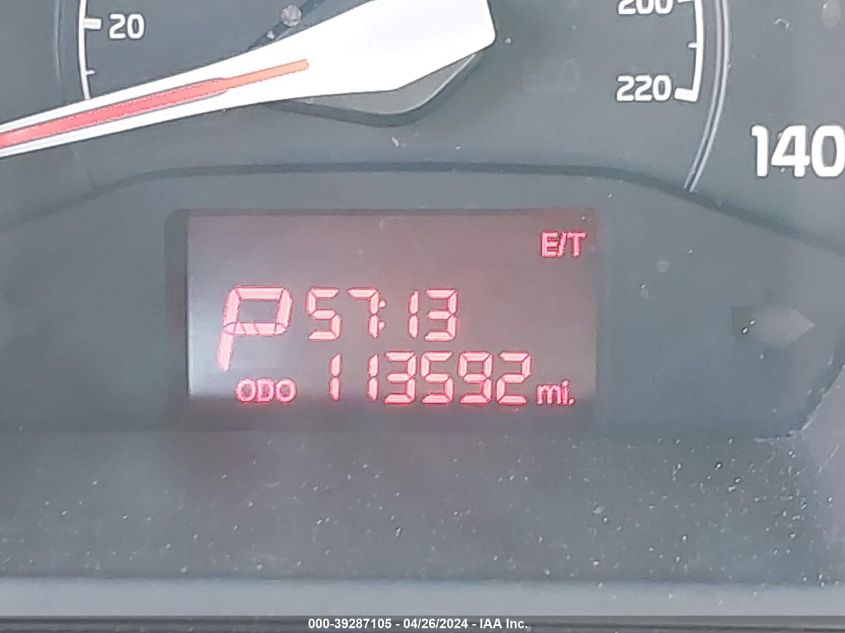 20
200
220
140
E/T
P 57:13
ODO 113592 mi.
000-39287105 - 04/26/2024 - IAA Inc.